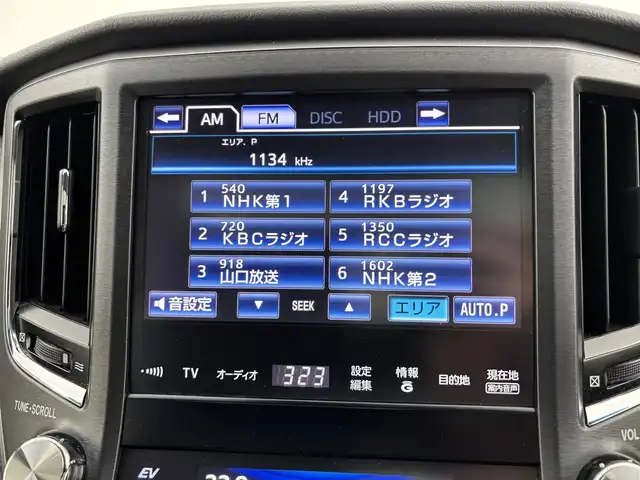 AM FM DISC HDD
エリア. P
1134 kHz
1 540 NHK第1
4 1197 RKBラジオ
2 720 KBCラジオ
5 1350 RCCラジオ
3 918 山口放送
6 1602 NHK第2
音設定 ▼ SEEK ▲ エリア AUTO.P
TV オーディオ 323 設定 編集 情報 G 目的地 現在地 案内音声
TUNE•SCROLL
VOL
EV